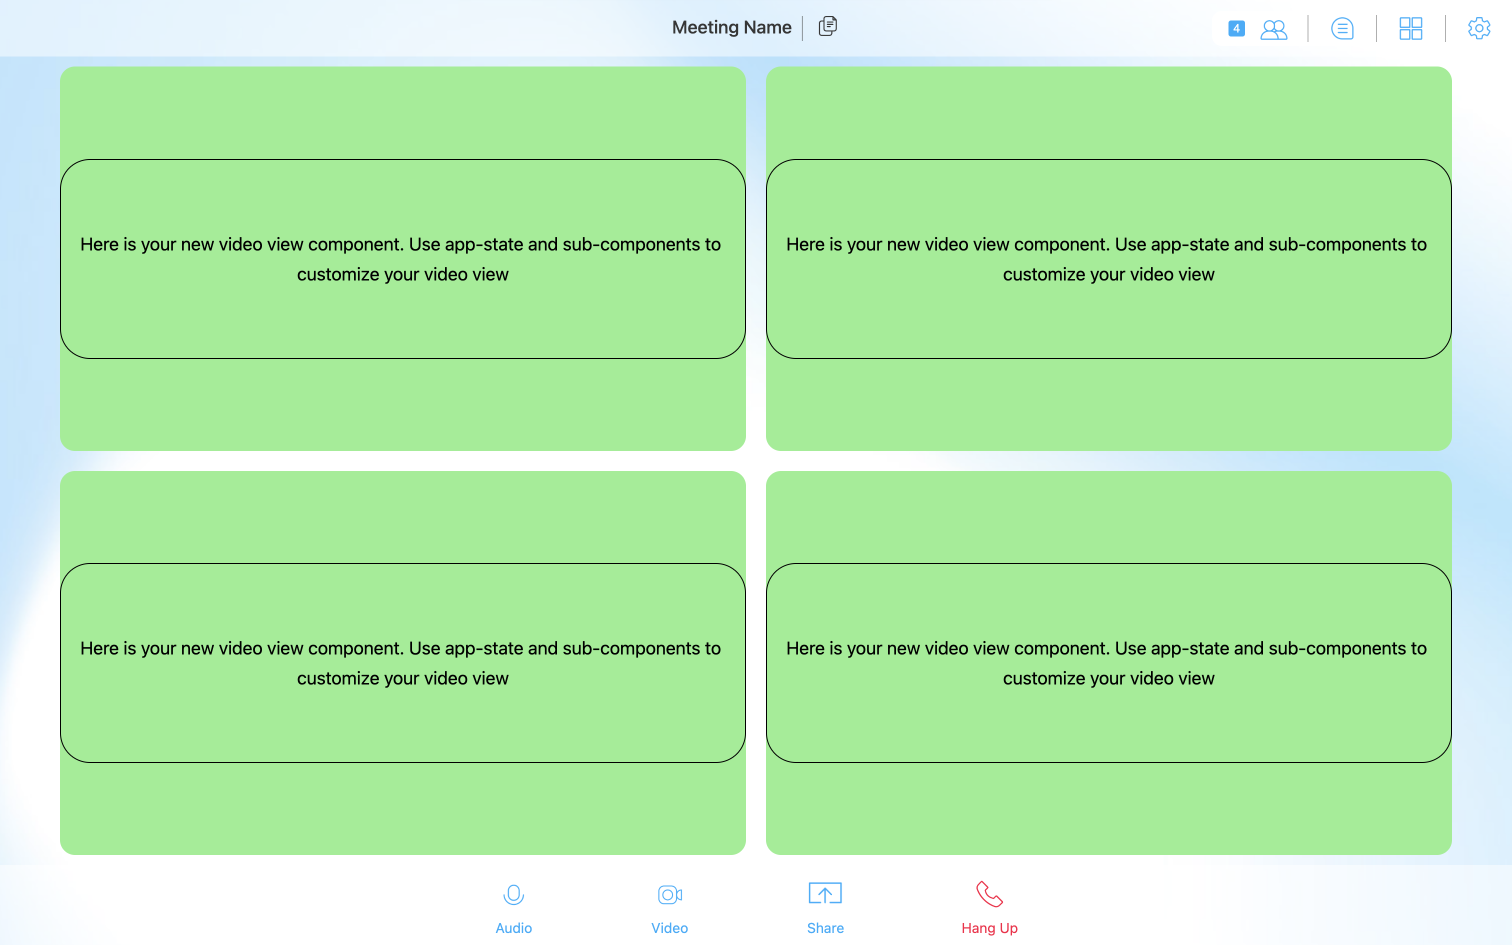 Meeting Name
4
Here is your new video view component. Use app-state and sub-components to
customize your video view
Here is your new video view component. Use app-state and sub-components to
customize your video view
Here is your new video view component. Use app-state and sub-components to
customize your video view
Here is your new video view component. Use app-state and sub-components to
customize your video view
Audio
Video
Share
Hang Up